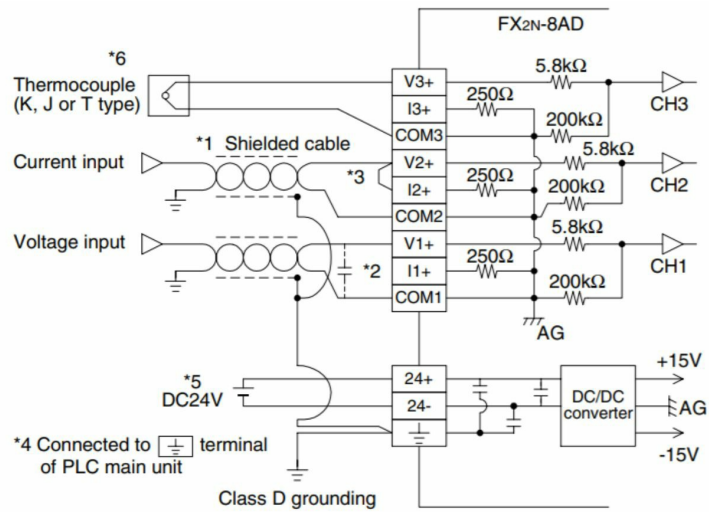 FX2N-8AD
*6
Thermocouple
(K, J or T type)
V3+
5.8kΩ
CH3
I3+
250Ω
COM3
200kΩ
*1 Shielded cable
Current input
V2+
5.8kΩ
*3
I2+
250Ω
CH2
200kΩ
COM2
Voltage input
V1+
5.8kΩ
*2
I1+
250Ω
CH1
COM1
200kΩ
AG
*5
DC24V
24+
24-
DC/DC
converter
+15V
AG
-15V
*4 Connected to terminal
of PLC main unit
Class D grounding